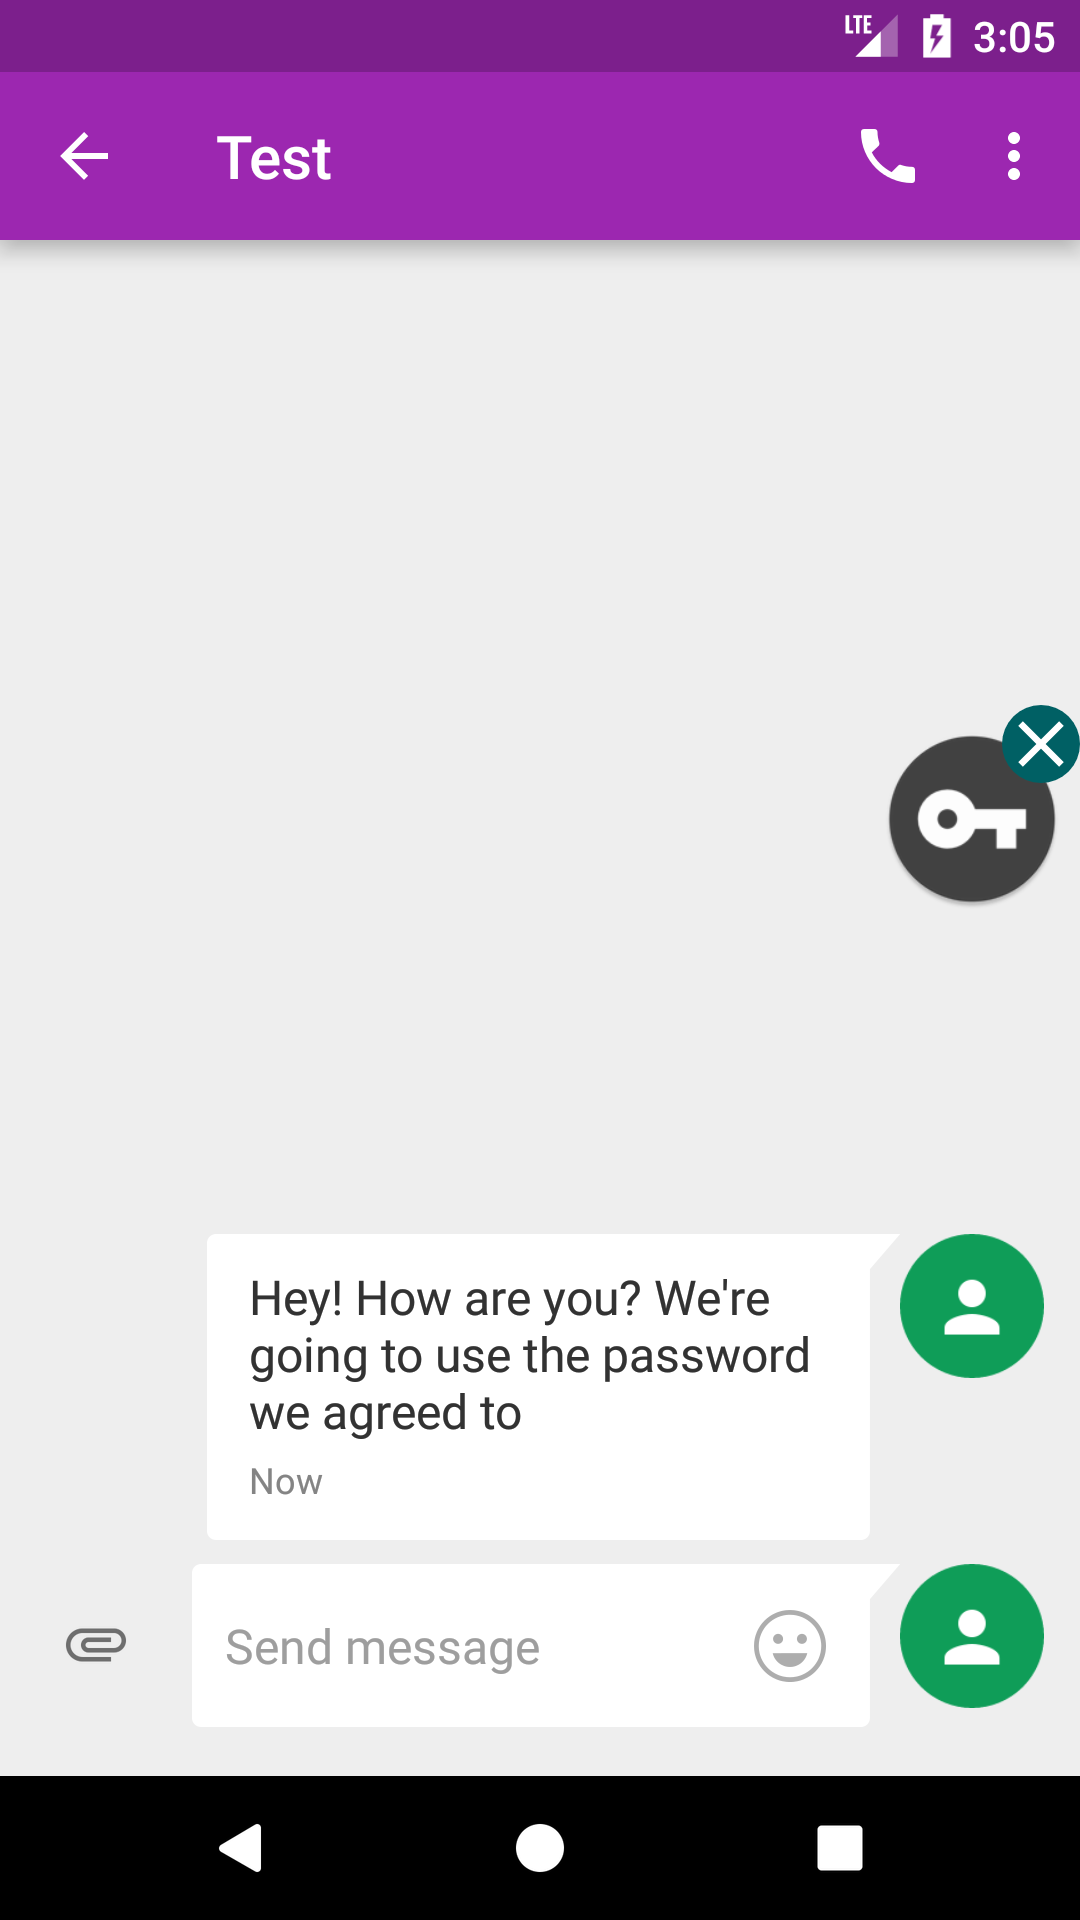 LTE 3:05
Test
Hey! How are you? We're
going to use the password
we agreed to
Now
Send message